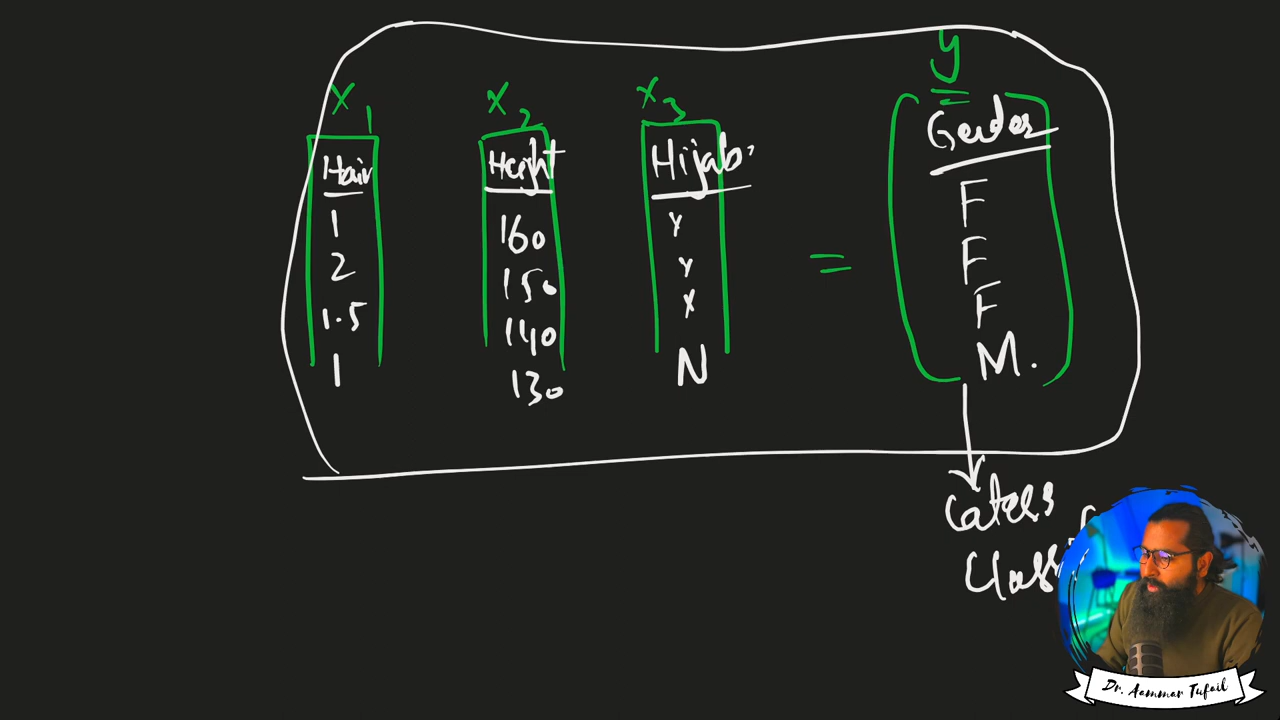 x1 x2 x3 y
Hair Height Hijab? Gender
1 160 Y F
2 150 Y = F
1.5 140 Y F
1 130 N M.
Dr. Aammar Tufail